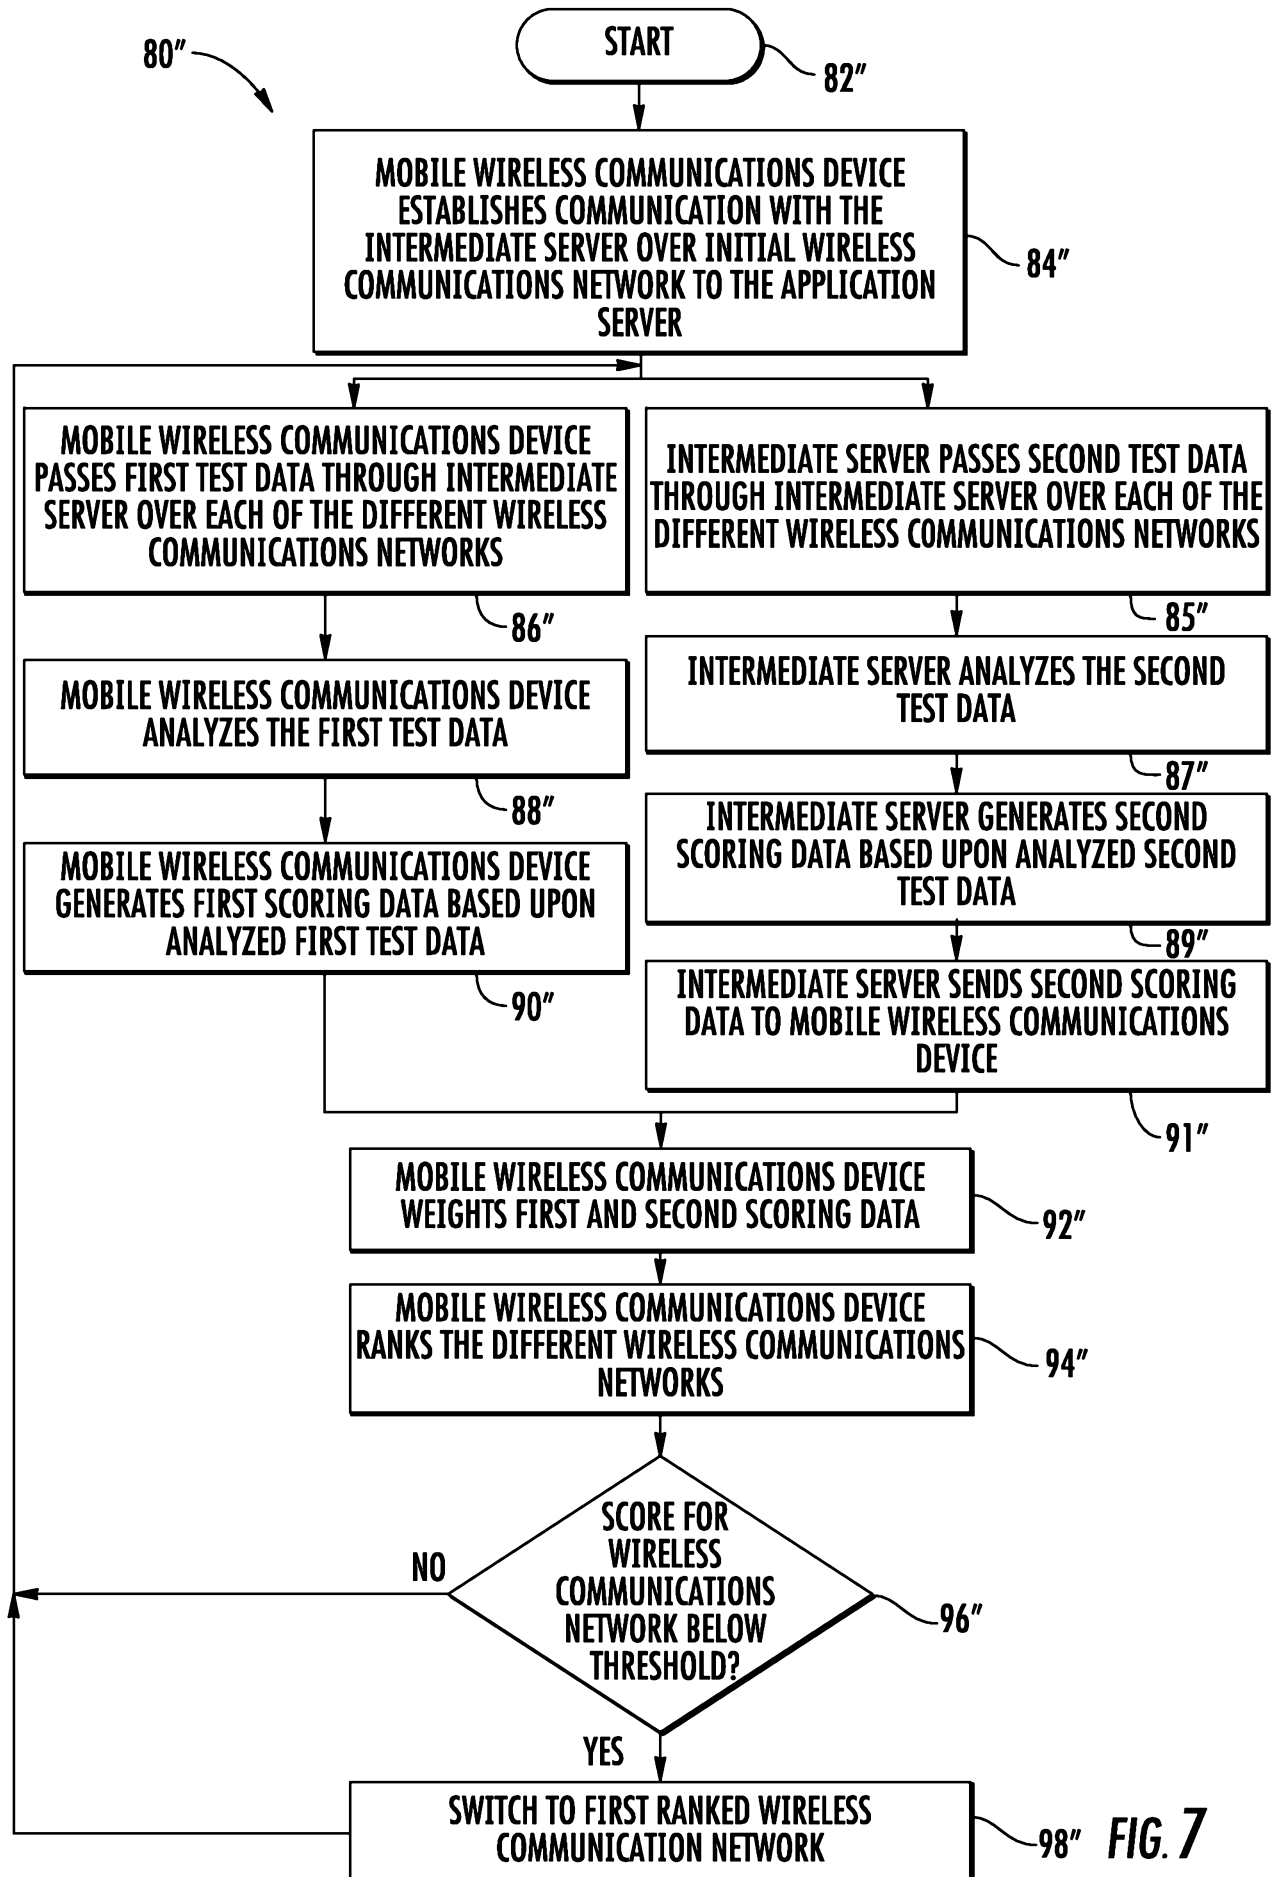 80″
START
82″
MOBILE WIRELESS COMMUNICATIONS DEVICE
ESTABLISHES COMMUNICATION WITH THE
INTERMEDIATE SERVER OVER INITIAL WIRELESS
COMMUNICATIONS NETWORK TO THE APPLICATION
SERVER
84″
MOBILE WIRELESS COMMUNICATIONS DEVICE
PASSES FIRST TEST DATA THROUGH INTERMEDIATE
SERVER OVER EACH OF THE DIFFERENT WIRELESS
COMMUNICATIONS NETWORKS
86″
MOBILE WIRELESS COMMUNICATIONS DEVICE
ANALYZES THE FIRST TEST DATA
88″
MOBILE WIRELESS COMMUNICATIONS DEVICE
GENERATES FIRST SCORING DATA BASED UPON
ANALYZED FIRST TEST DATA
90″
INTERMEDIATE SERVER PASSES SECOND TEST DATA
THROUGH INTERMEDIATE SERVER OVER EACH OF THE
DIFFERENT WIRELESS COMMUNICATIONS NETWORKS
85″
INTERMEDIATE SERVER ANALYZES THE SECOND
TEST DATA
87″
INTERMEDIATE SERVER GENERATES SECOND
SCORING DATA BASED UPON ANALYZED SECOND
TEST DATA
89″
INTERMEDIATE SERVER SENDS SECOND SCORING
DATA TO MOBILE WIRELESS COMMUNICATIONS
DEVICE
91″
MOBILE WIRELESS COMMUNICATIONS DEVICE
WEIGHTS FIRST AND SECOND SCORING DATA
92″
MOBILE WIRELESS COMMUNICATIONS DEVICE
RANKS THE DIFFERENT WIRELESS COMMUNICATIONS
NETWORKS
94″
SCORE FOR
WIRELESS
COMMUNICATIONS
NETWORK BELOW
THRESHOLD?
96″
NO
YES
SWITCH TO FIRST RANKED WIRELESS
COMMUNICATION NETWORK
98″
FIG. 7